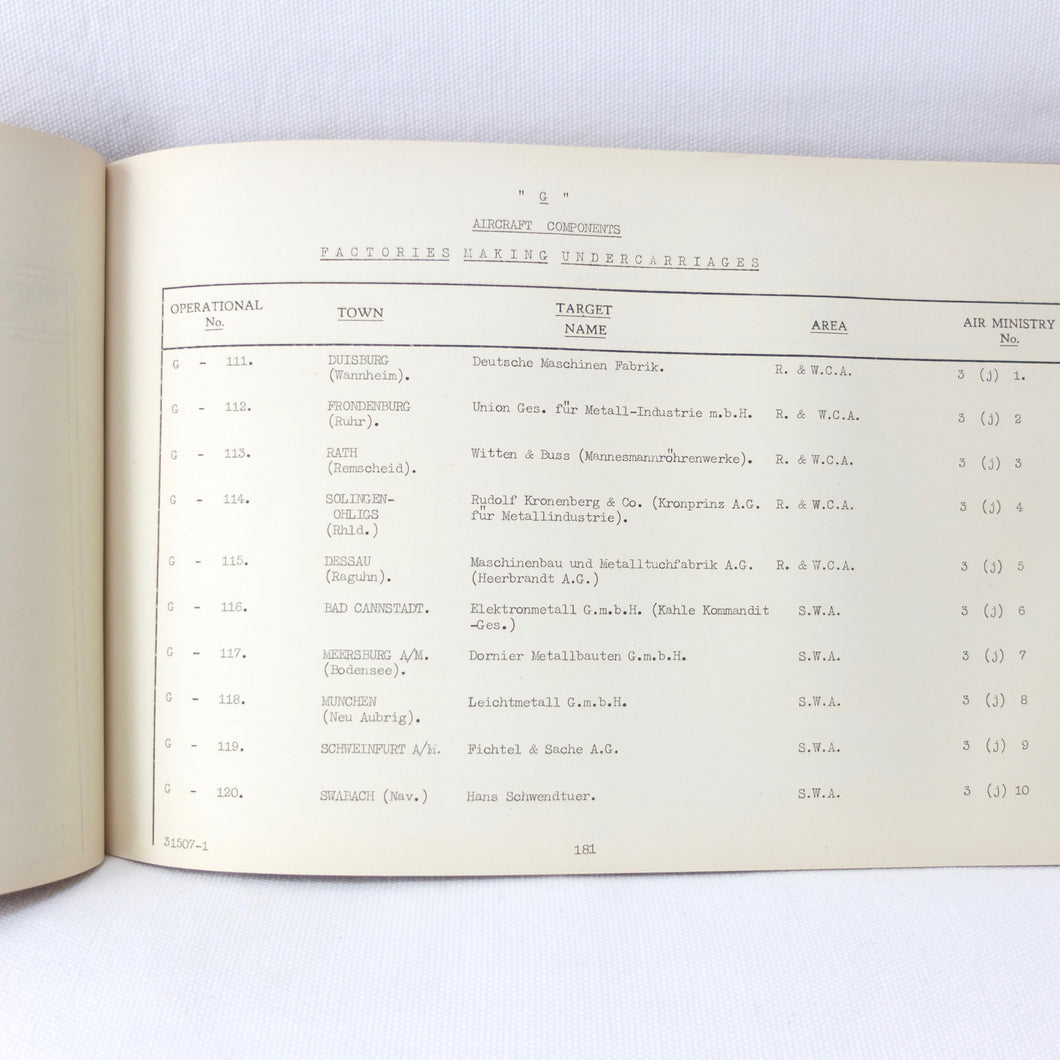 " G "
AIRCRAFT COMPONENTS
FACTORIES MAKING UNDERCARRIAGES
OPERATIONAL No. TOWN TARGET NAME AREA AIR MINISTRY No.
G - 111. DUISBURG Deutsche Maschinen Fabrik. R. & W.C.A. 3 (j) 1.
(Wannheim).
G - 112. FRONDENBURG Union Ges. für Metall-Industrie m.b.H. R. & W.C.A. 3 (j) 2
(Ruhr).
G - 113. RATH Witten & Buss (Mannesmannröhrenwerke). R. & W.C.A. 3 (j) 3
(Remscheid).
G - 114. SOLINGEN- Rudolf Kronenberg & Co. (Kronprinz A.G. R. & W.C.A. 3 (j) 4
OHLIGS für Metallindustrie).
(Rhld.)
G - 115. DESSAU Maschinenbau und Metalltuchfabrik A.G. R. & W.C.A. 3 (j) 5
(Raguhn). (Heerbrandt A.G.)
G - 116. BAD CANNSTADT. Elektronmetall G.m.b.H. (Kahle Kommandit S.W.A. 3 (j) 6
-Ges.)
G - 117. MEERSBURG A/M. Dornier Metallbauten G.m.b.H. S.W.A. 3 (j) 7
(Bodensee).
G - 118. MUNCHEN Leichtmetall G.m.b.H. S.W.A. 3 (j) 8
(Neu Aubrig).
G - 119. SCHWEINFURT A/M. Fichtel & Sache A.G. S.W.A. 3 (j) 9
G - 120. SWABACH (Nav.) Hans Schwendtuer. S.W.A. 3 (j) 10
31507-1
181